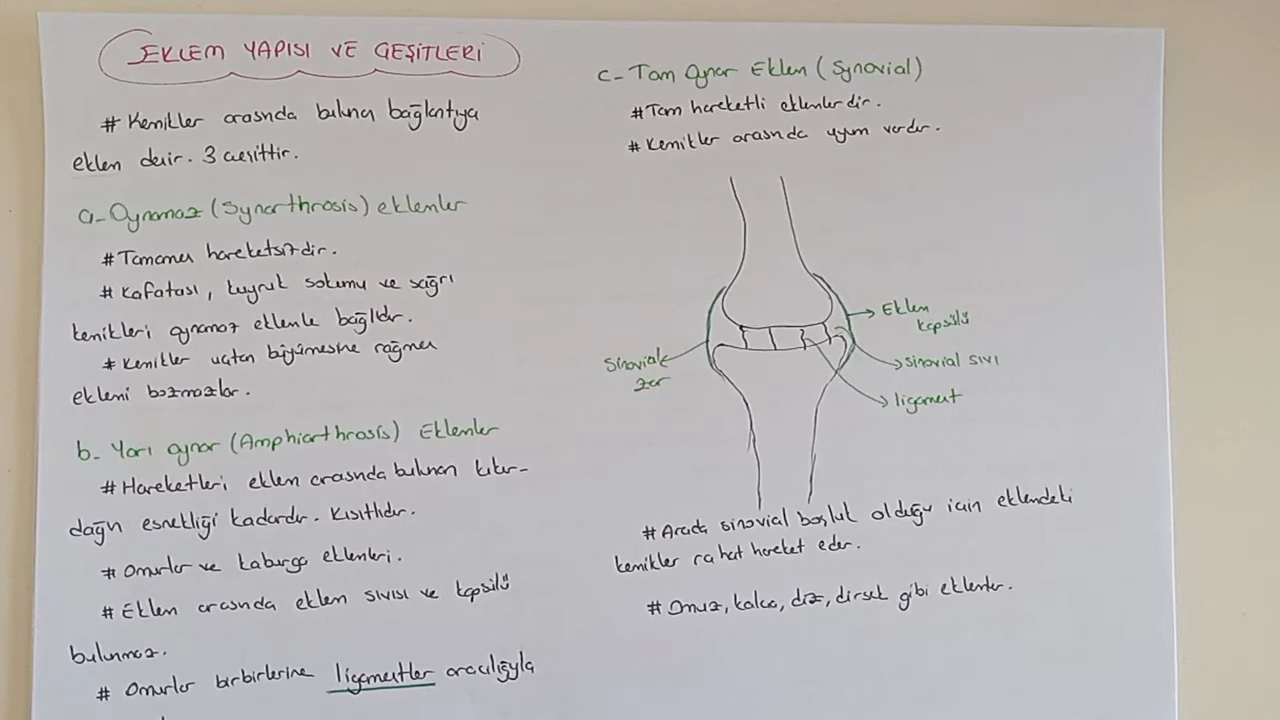 EKLEM YAPISI VE ÇEŞİTLERİ
# Kemikler arasında bulunan bağlantıya
eklem denir. 3 çeşittir.
a- Oynamaz (Synarthrosis) eklemler
# Tamamen hareketsizdir.
# Kafatası, kuyruk sokumu ve sağrı
kemikleri oynamaz eklemle bağlıdır.
# Kemikler uçtan büyümesine rağmen
eklemi bozmazlar.
b- Yarı oynar (Amphiarthrosis) Eklemler
# Hareketleri eklem arasında bulunan kıkır-
dağın esnekliği kadardır. Kısıtlıdır.
# Omurlar ve kaburga eklemleri.
# Eklem arasında eklem sıvısı ve kapsülü
bulunmaz.
# Omurlar birbirlerine ligamentler aracılığıyla
c- Tam Oynar Eklem (Synovial)
# Tam hareketli eklemlerdir.
# Kemikler arasında uyum vardır.
Eklem
kapsülü
Sinovial
zar
sinovial sıvı
ligament
# Arada sinovial boşluk olduğu için eklemdeki
kemikler rahat hareket eder.
# Omuz, kalça, diz, dirsek gibi eklemler.